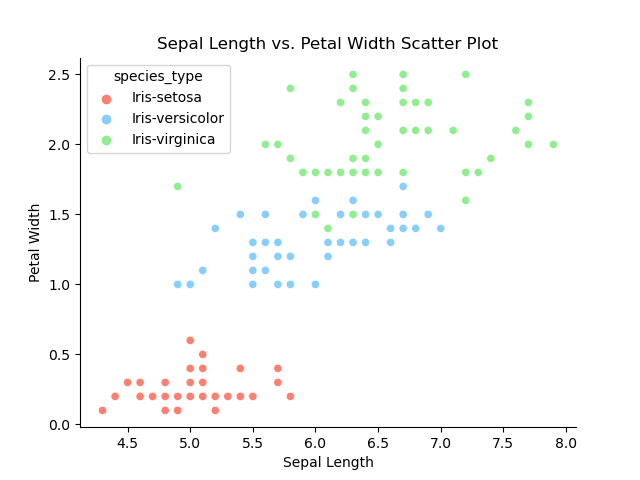 Sepal Length vs. Petal Width Scatter Plot
species_type
Iris-setosa
Iris-versicolor
Iris-virginica
Petal Width
2.5
2.0
1.5
1.0
0.5
0.0
4.5 5.0 5.5 6.0 6.5 7.0 7.5 8.0
Sepal Length